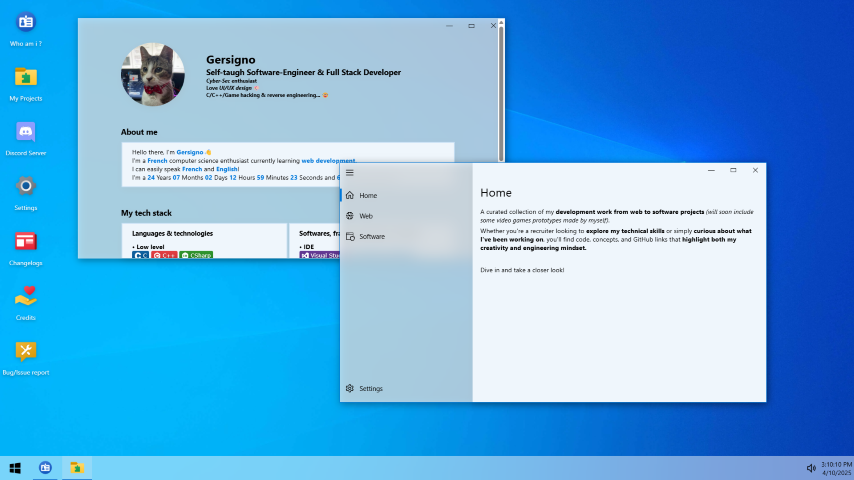 Who am i ?
My Projects
Discord Server
Settings
Changelogs
Credits
Bug/Issue report
Gersigno
Self-taugh Software-Engineer & Full Stack Developer
Cyber-Sec enthusiast
Love UI/UX design
C/C++/Game hacking & reverse engineering...
About me
Hello there, I'm Gersigno
I'm a French computer science enthusiast currently learning web development.
I can easily speak French and English!
I'm a 24 Years 07 Months 02 Days 12 Hours 59 Minutes 23 Seconds and 6
My tech stack
Languages & technologies
• Low level
C C++ CSharp
Softwares, fra
• IDE
Visual Stu
Home
Web
Software
Settings
Home
A curated collection of my development work from web to software projects (will soon include
some video games prototypes made by myself).
Whether you're a recruiter looking to explore my technical skills or simply curious about what
I've been working on, you'll find code, concepts, and GitHub links that highlight both my
creativity and engineering mindset.
Dive in and take a closer look!
3:10:10 PM
4/10/2025